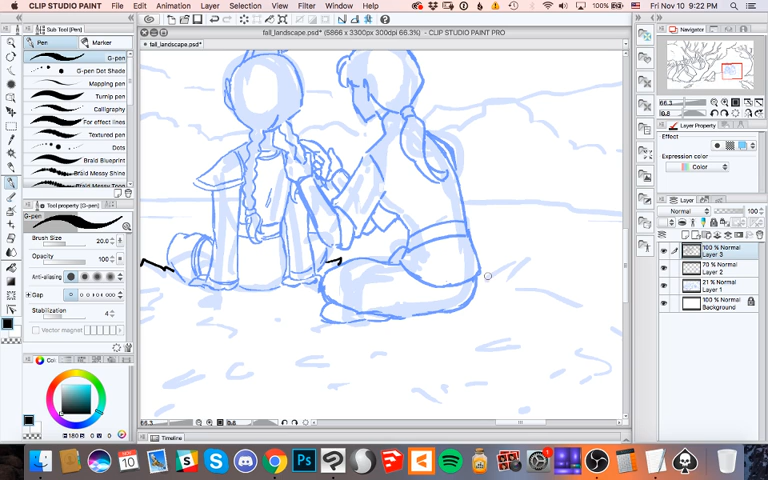 CLIP STUDIO PAINT File Edit Animation Layer Selection View Filter Window Help 100% Fri Nov 10 9:22 PM
fall_landscape.psd* (5866 x 3300px 300dpi 66.3%) - CLIP STUDIO PAINT PRO
Sub Tool [Pen]
Pen Marker
G-pen
G-pen Dot Shade
Mapping pen
Turnip pen
Calligraphy
For effect lines
Textured pen
Dots
Braid Blueprint
Braid Messy Shine
Tool property [G-pen]
G-pen
Brush Size 20.0
Opacity 100
Anti-aliasing
Gap
Stabilization 4
Vector magnet
fall_landscape.psd*
66.3
Timeline
Navigator
66.3
Layer Property
Effect
Expression color
Color
Layer
Normal 100
100 % Normal
Layer 3
70 % Normal
Layer 2
21 % Normal
Layer 1
100 % Normal
Background
NOV
10
Ps